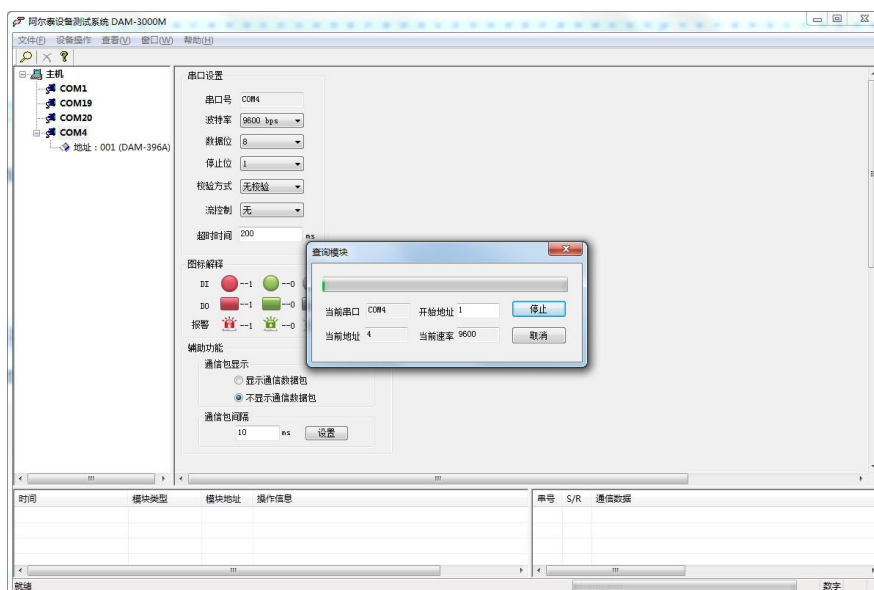 阿尔泰设备测试系统 DAM-3000M
文件(F) 设备操作 查看(V) 窗口(W) 帮助(H)
主机
COM1
COM19
COM20
COM4
地址：001 (DAM-396A)
串口设置
串口号 COM4
波特率 9600 bps
数据位 8
停止位 1
校验方式 无校验
流控制 无
超时时间 200 ms
图标解释
DI --1 --0
DO --1 --0
报警 --1 --0
辅助功能
通信包显示
显示通信数据包
不显示通信数据包
通信包间隔
10 ms 设置
查询模块
当前串口 COM4 开始地址 1 停止
当前地址 4 当前速率 9600 取消
时间 模块类型 模块地址 操作信息
串号 S/R 通信数据
就绪 数字